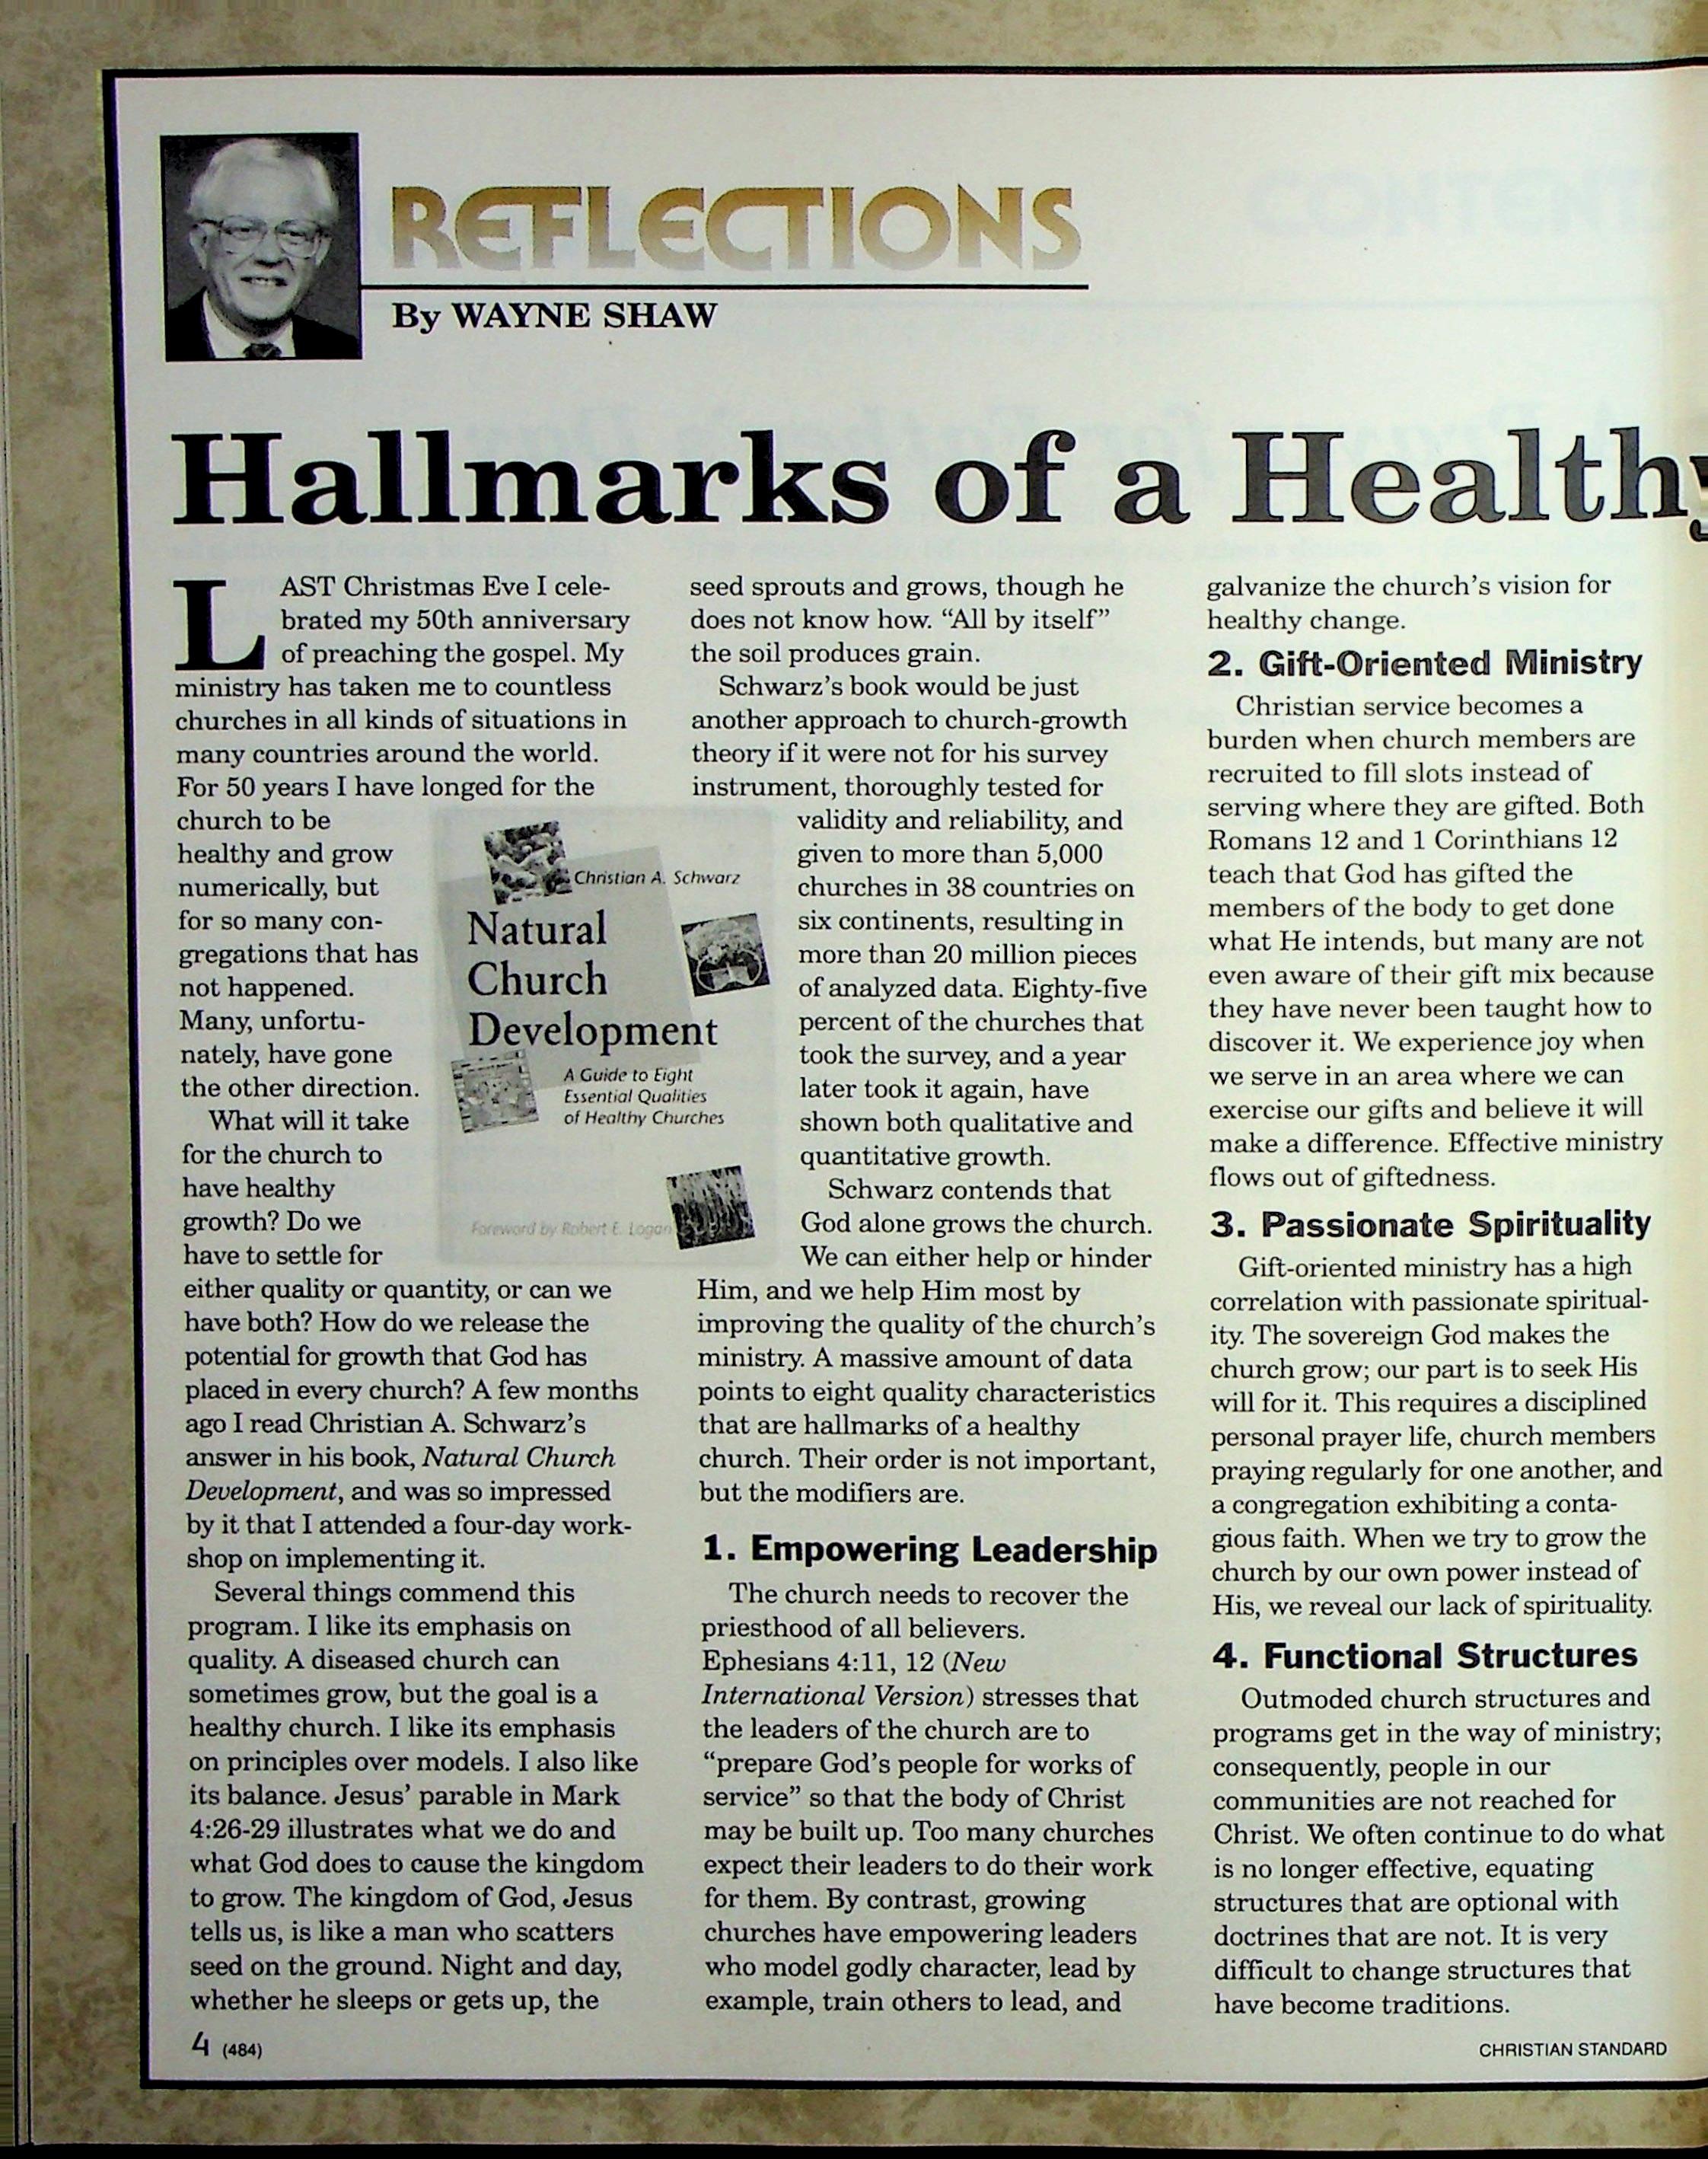 REFLECTIONS
By WAYNE SHAW
Hallmarks of a Healthy
LAST Christmas Eve I cele-
brated my 50th anniversary
of preaching the gospel. My
ministry has taken me to countless
churches in all kinds of situations in
many countries around the world.
For 50 years I have longed for the
church to be
healthy and grow
numerically, but
for so many con-
gregations that has
not happened.
Many, unfortu-
nately, have gone
the other direction.
What will it take
for the church to
have healthy
growth? Do we
have to settle for
either quality or quantity, or can we
have both? How do we release the
potential for growth that God has
placed in every church? A few months
ago I read Christian A. Schwarz's
answer in his book, Natural Church
Development, and was so impressed
by it that I attended a four-day work-
shop on implementing it.
Several things commend this
program. I like its emphasis on
quality. A diseased church can
sometimes grow, but the goal is a
healthy church. I like its emphasis
on principles over models. I also like
its balance. Jesus' parable in Mark
4:26-29 illustrates what we do and
what God does to cause the kingdom
to grow. The kingdom of God, Jesus
tells us, is like a man who scatters
seed on the ground. Night and day,
whether he sleeps or gets up, the
Christian A. Schwarz
Natural
Church
Development
A Guide to Eight
Essential Qualities
of Healthy Churches
Foreword by Robert E. Logan
seed sprouts and grows, though he
does not know how. “All by itself”
the soil produces grain.
Schwarz's book would be just
another approach to church-growth
theory if it were not for his survey
instrument, thoroughly tested for
validity and reliability, and
given to more than 5,000
churches in 38 countries on
six continents, resulting in
more than 20 million pieces
of analyzed data. Eighty-five
percent of the churches that
took the survey, and a year
later took it again, have
shown both qualitative and
quantitative growth.
Schwarz contends that
God alone grows the church.
We can either help or hinder
Him, and we help Him most by
improving the quality of the church's
ministry. A massive amount of data
points to eight quality characteristics
that are hallmarks of a healthy
church. Their order is not important,
but the modifiers are.
1. Empowering Leadership
The church needs to recover the
priesthood of all believers.
Ephesians 4:11, 12 (New
International Version) stresses that
the leaders of the church are to
“prepare God's people for works of
service” so that the body of Christ
may be built up. Too many churches
expect their leaders to do their work
for them. By contrast, growing
churches have empowering leaders
who model godly character, lead by
example, train others to lead, and
galvanize the church's vision for
healthy change.
2. Gift-Oriented Ministry
Christian service becomes a
burden when church members are
recruited to fill slots instead of
serving where they are gifted. Both
Romans 12 and 1 Corinthians 12
teach that God has gifted the
members of the body to get done
what He intends, but many are not
even aware of their gift mix because
they have never been taught how to
discover it. We experience joy when
we serve in an area where we can
exercise our gifts and believe it will
make a difference. Effective ministry
flows out of giftedness.
3. Passionate Spirituality
Gift-oriented ministry has a high
correlation with passionate spiritual-
ity. The sovereign God makes the
church grow; our part is to seek His
will for it. This requires a disciplined
personal prayer life, church members
praying regularly for one another, and
a congregation exhibiting a conta-
gious faith. When we try to grow the
church by our own power instead of
His, we reveal our lack of spirituality.
4. Functional Structures
Outmoded church structures and
programs get in the way of ministry;
consequently, people in our
communities are not reached for
Christ. We often continue to do what
is no longer effective, equating
structures that are optional with
doctrines that are not. It is very
difficult to change structures that
have become traditions.
4 (484)
CHRISTIAN STANDARD